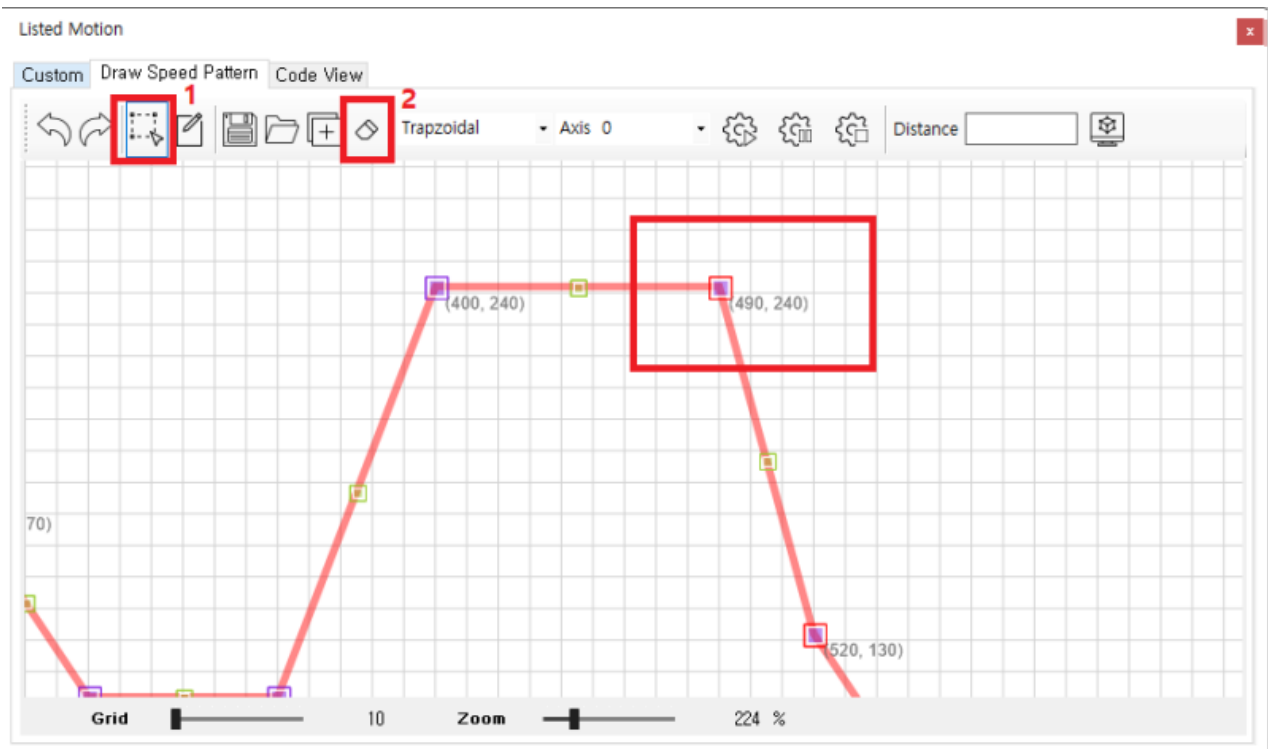 Listed Motion
x
Custom Draw Speed Pattern Code View
1
2
Trapzoidal Axis 0 Distance
(400, 240)
(490, 240)
70)
(520, 130)
Grid 10 Zoom 224 %